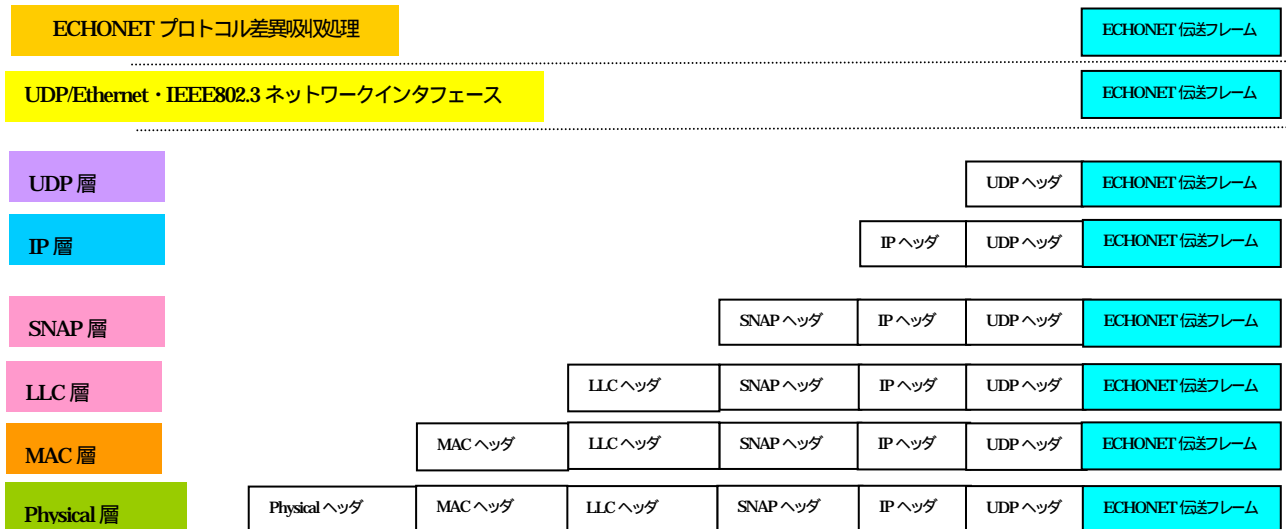 ECHONET プロトコル差異吸収処理 ECHONET 伝送フレーム
UDP/Ethernet・IEEE802.3 ネットワークインタフェース ECHONET 伝送フレーム
UDP 層 UDP ヘッダ ECHONET 伝送フレーム
IP 層 IP ヘッダ UDP ヘッダ ECHONET 伝送フレーム
SNAP 層 SNAP ヘッダ IP ヘッダ UDP ヘッダ ECHONET 伝送フレーム
LLC 層 LLC ヘッダ SNAP ヘッダ IP ヘッダ UDP ヘッダ ECHONET 伝送フレーム
MAC 層 MAC ヘッダ LLC ヘッダ SNAP ヘッダ IP ヘッダ UDP ヘッダ ECHONET 伝送フレーム
Physical 層 Physical ヘッダ MAC ヘッダ LLC ヘッダ SNAP ヘッダ IP ヘッダ UDP ヘッダ ECHONET 伝送フレーム